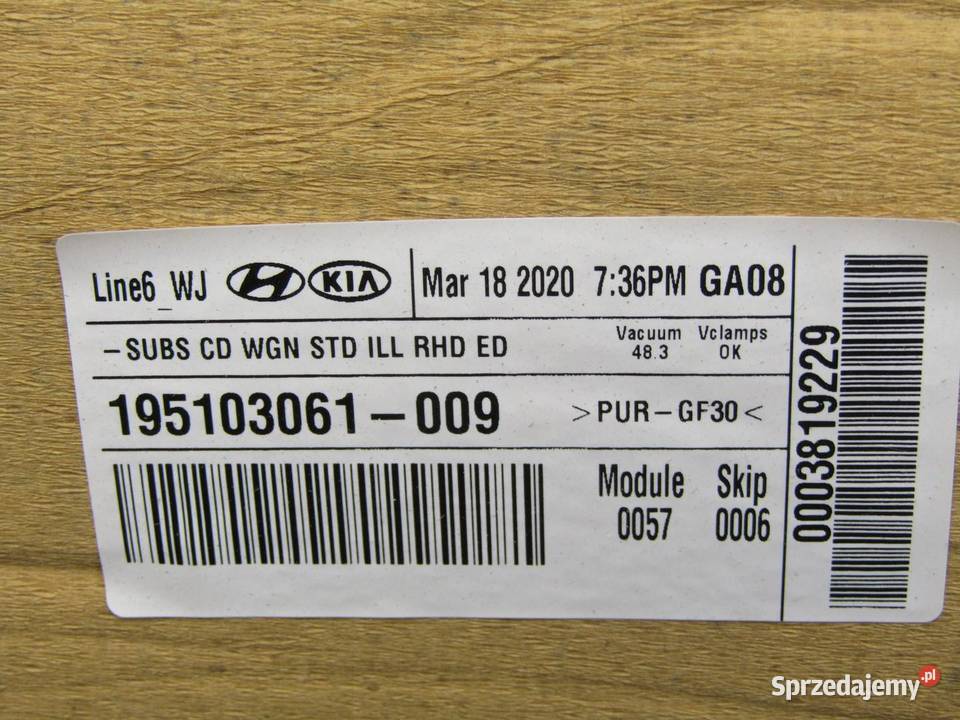 Line6_WJ KIA Mar 18 2020 7:36PM GA08
-SUBS CD WGN STD ILL RHD ED
Vacuum Vclamps
48.3 OK
195103061-009 >PUR-GF30<
Module Skip
0057 0006
0003819229
Sprzedajemy.pl